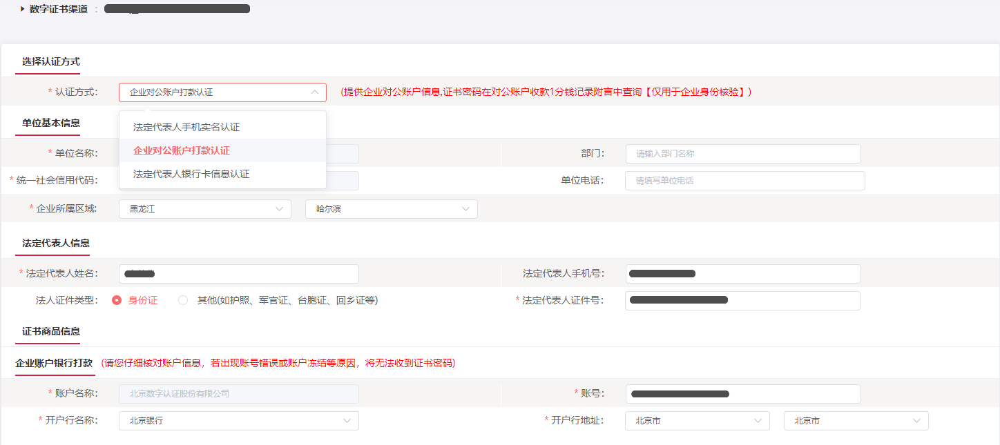 数字证书渠道 :
选择认证方式
* 认证方式: 企业对公账户打款认证 (提供企业对公账户信息,证书密码在对公账户收款1分钱记录附言中查询【仅用于企业身份核验】)
法定代表人手机实名认证
企业对公账户打款认证
法定代表人银行卡信息认证
单位基本信息
* 单位名称: 部门: 请输入部门名称
* 统一社会信用代码: 单位电话: 请填写单位电话
* 企业所属区域: 黑龙江 哈尔滨
法定代表人信息
* 法定代表人姓名: 法定代表人手机号:
法人证件类型: 身份证 其他(如护照、军官证、台胞证、回乡证等) * 法定代表人证件号:
证书商品信息
企业账户银行打款 (请您仔细核对账户信息，若出现账号错误或账户冻结等原因，将无法收到证书密码)
* 账户名称: 北京数字认证股份有限公司 * 账号:
* 开户行名称: 北京银行 * 开户行地址: 北京市 北京市